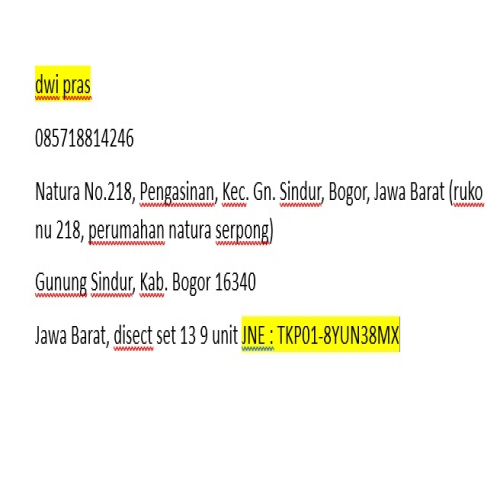 dwi pras
085718814246
Natura No.218, Pengasinan, Kec. Gn. Sindur, Bogor, Jawa Barat (ruko
nu 218, perumahan natura serpong)
Gunung Sindur, Kab. Bogor 16340
Jawa Barat, disect set 13 9 unit JNE : TKP01-8YUN38MX